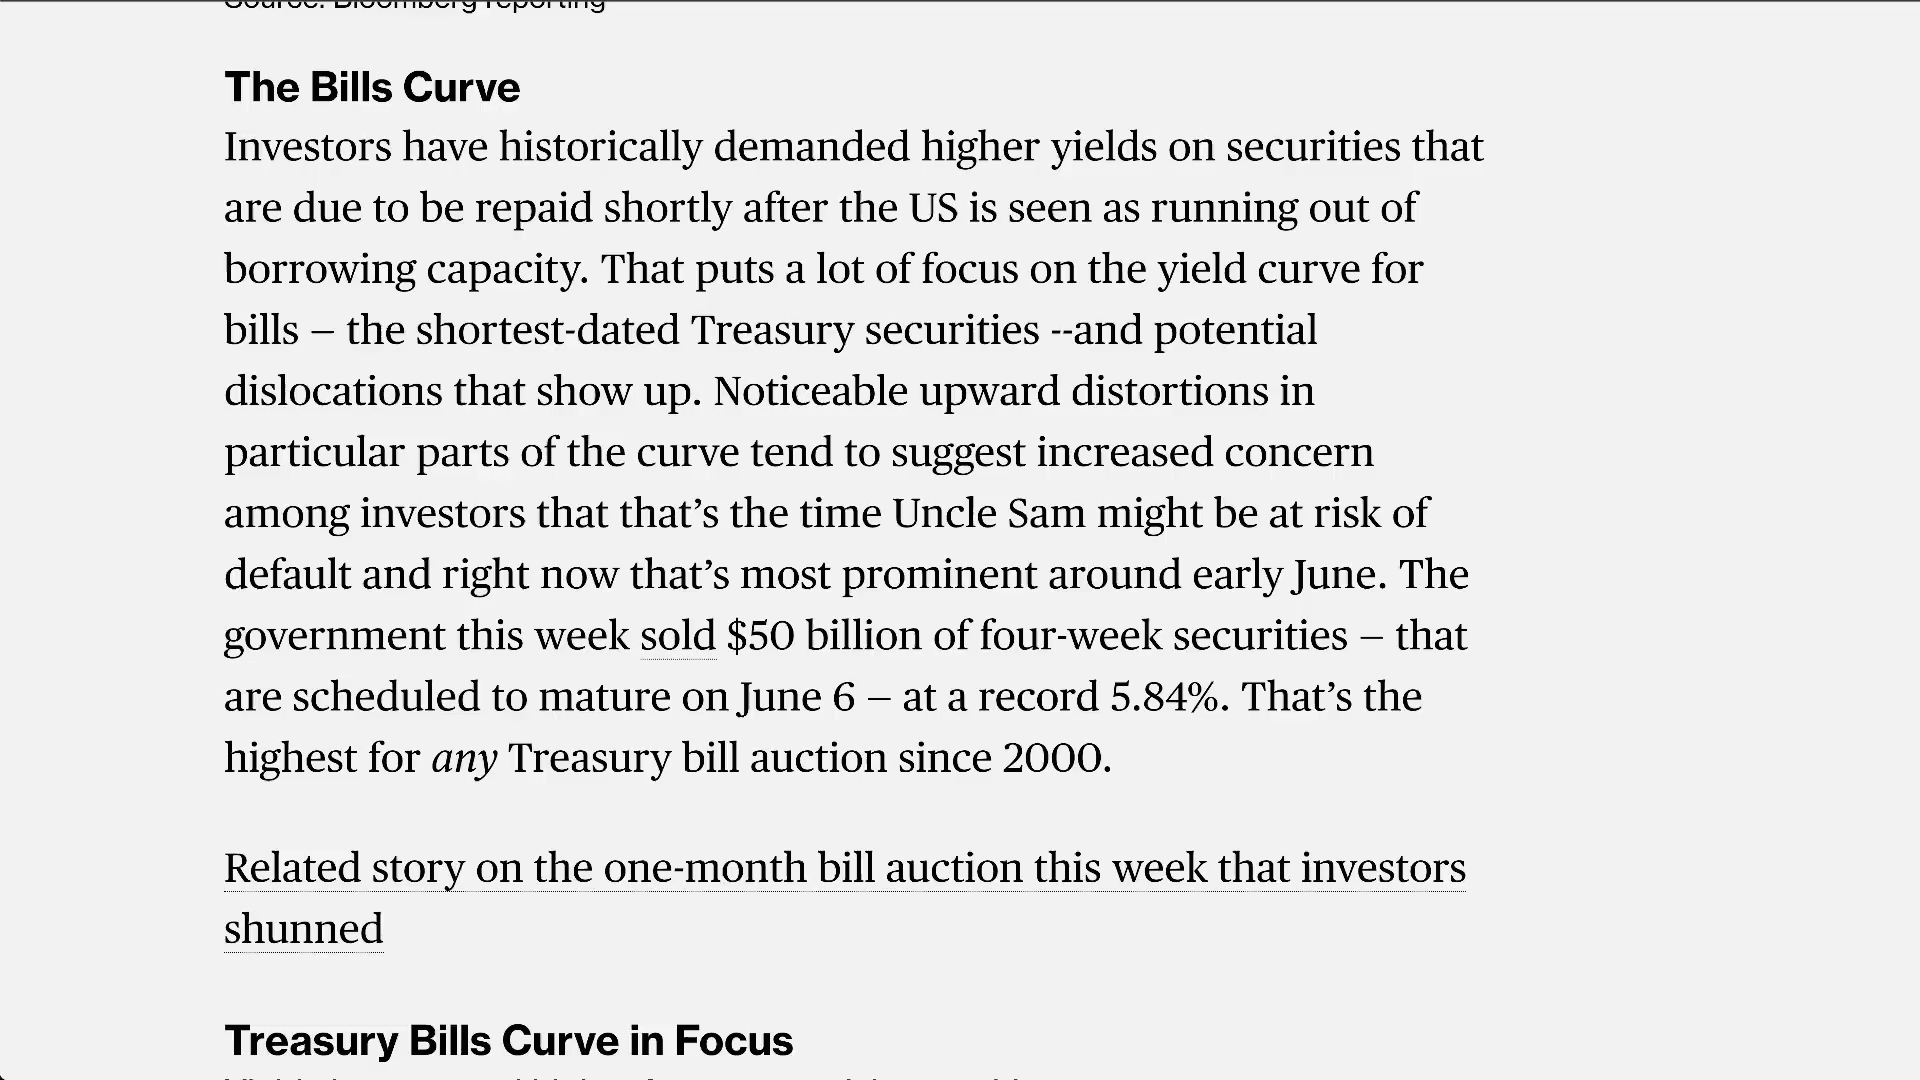 Source: Bloomberg reporting
The Bills Curve
Investors have historically demanded higher yields on securities that
are due to be repaid shortly after the US is seen as running out of
borrowing capacity. That puts a lot of focus on the yield curve for
bills – the shortest-dated Treasury securities --and potential
dislocations that show up. Noticeable upward distortions in
particular parts of the curve tend to suggest increased concern
among investors that that’s the time Uncle Sam might be at risk of
default and right now that’s most prominent around early June. The
government this week sold $50 billion of four-week securities – that
are scheduled to mature on June 6 – at a record 5.84%. That’s the
highest for any Treasury bill auction since 2000.
Related story on the one-month bill auction this week that investors
shunned
Treasury Bills Curve in Focus